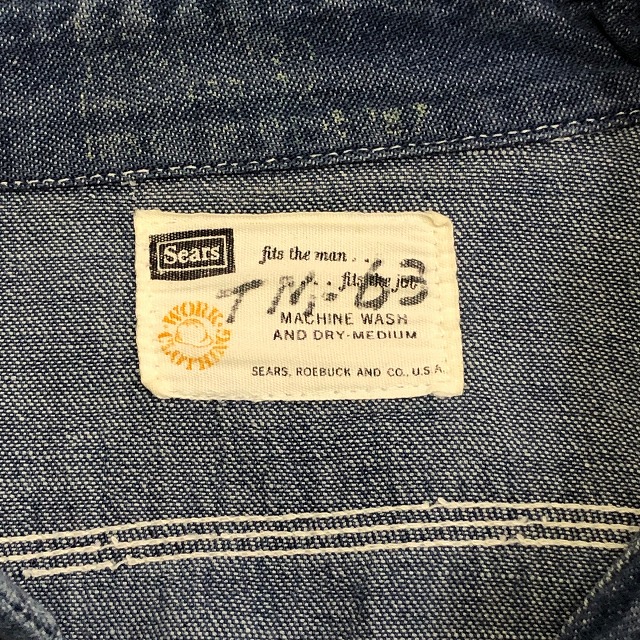 Sears
fits the man . . .
. . . fits the job
T M-63
WORK
CLOTHING
MACHINE WASH
AND DRY-MEDIUM
SEARS, ROEBUCK AND CO., U.S.A.